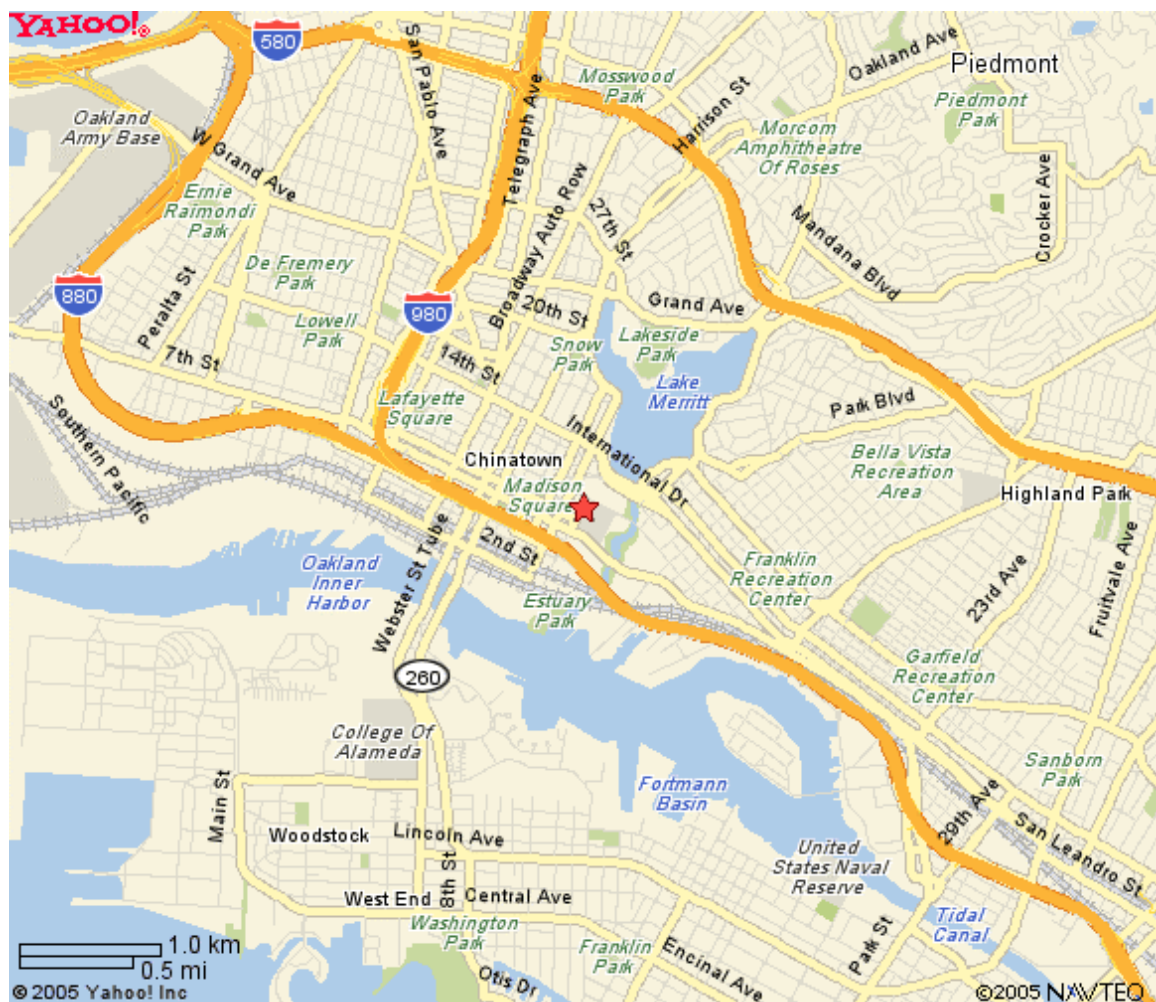 YAHOO!®
580
San Pablo Ave
Telegraph Ave
Mosswood
Park
Harrison St
Oakland Ave
Piedmont
Piedmont
Park
Oakland
Army Base
W Grand Ave
Morcom
Amphitheatre
Of Roses
Crocker Ave
Ernie
Raimondi
Park
Broadway Auto Row
27th St
Mandana Blvd
De Fremery
Park
880
Peralta St
980
20th St
Grand Ave
Lowell
Park
7th St
14th St
Snow
Park
Lakeside
Park
Lake
Merritt
Lafayette
Square
Park Blvd
Southern Pacific
International Dr
Bella Vista
Recreation
Area
Chinatown
Madison
Square
Highland Park
2nd St
Webster St Tube
Oakland
Inner
Harbor
Franklin
Recreation
Center
23rd Ave
Fruitvale Ave
Estuary
Park
260
Garfield
Recreation
Center
College Of
Alameda
Sanborn
Park
Main St
Fortmann
Basin
29th Ave
San Leandro St
Woodstock
Lincoln Ave
United
States Naval
Reserve
8th St
West End
Central Ave
Washington
Park
Park St
Tidal
Canal
Franklin
Park
Encinal Ave
Otis Dr
1.0 km
0.5 mi
© 2005 Yahoo! Inc
©2005 NAVTEQ